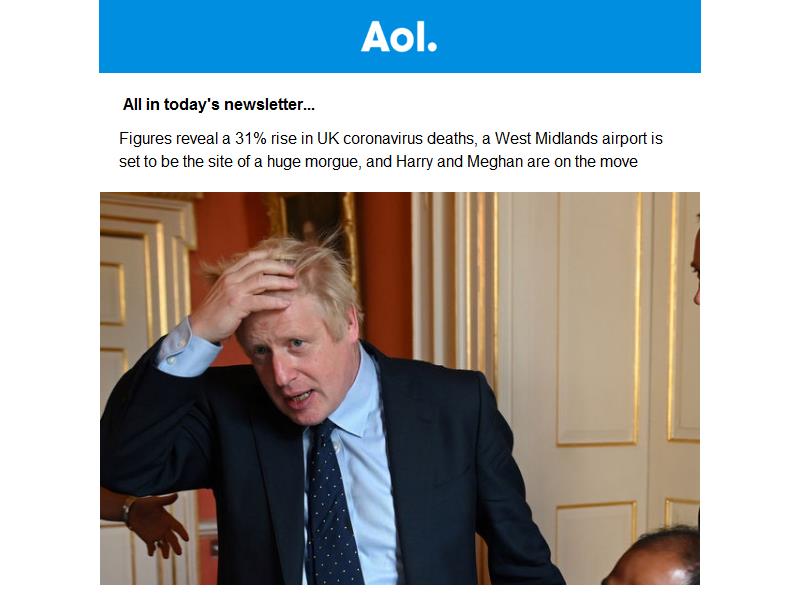 Aol.
All in today's newsletter...
Figures reveal a 31% rise in UK coronavirus deaths, a West Midlands airport is
set to be the site of a huge morgue, and Harry and Meghan are on the move